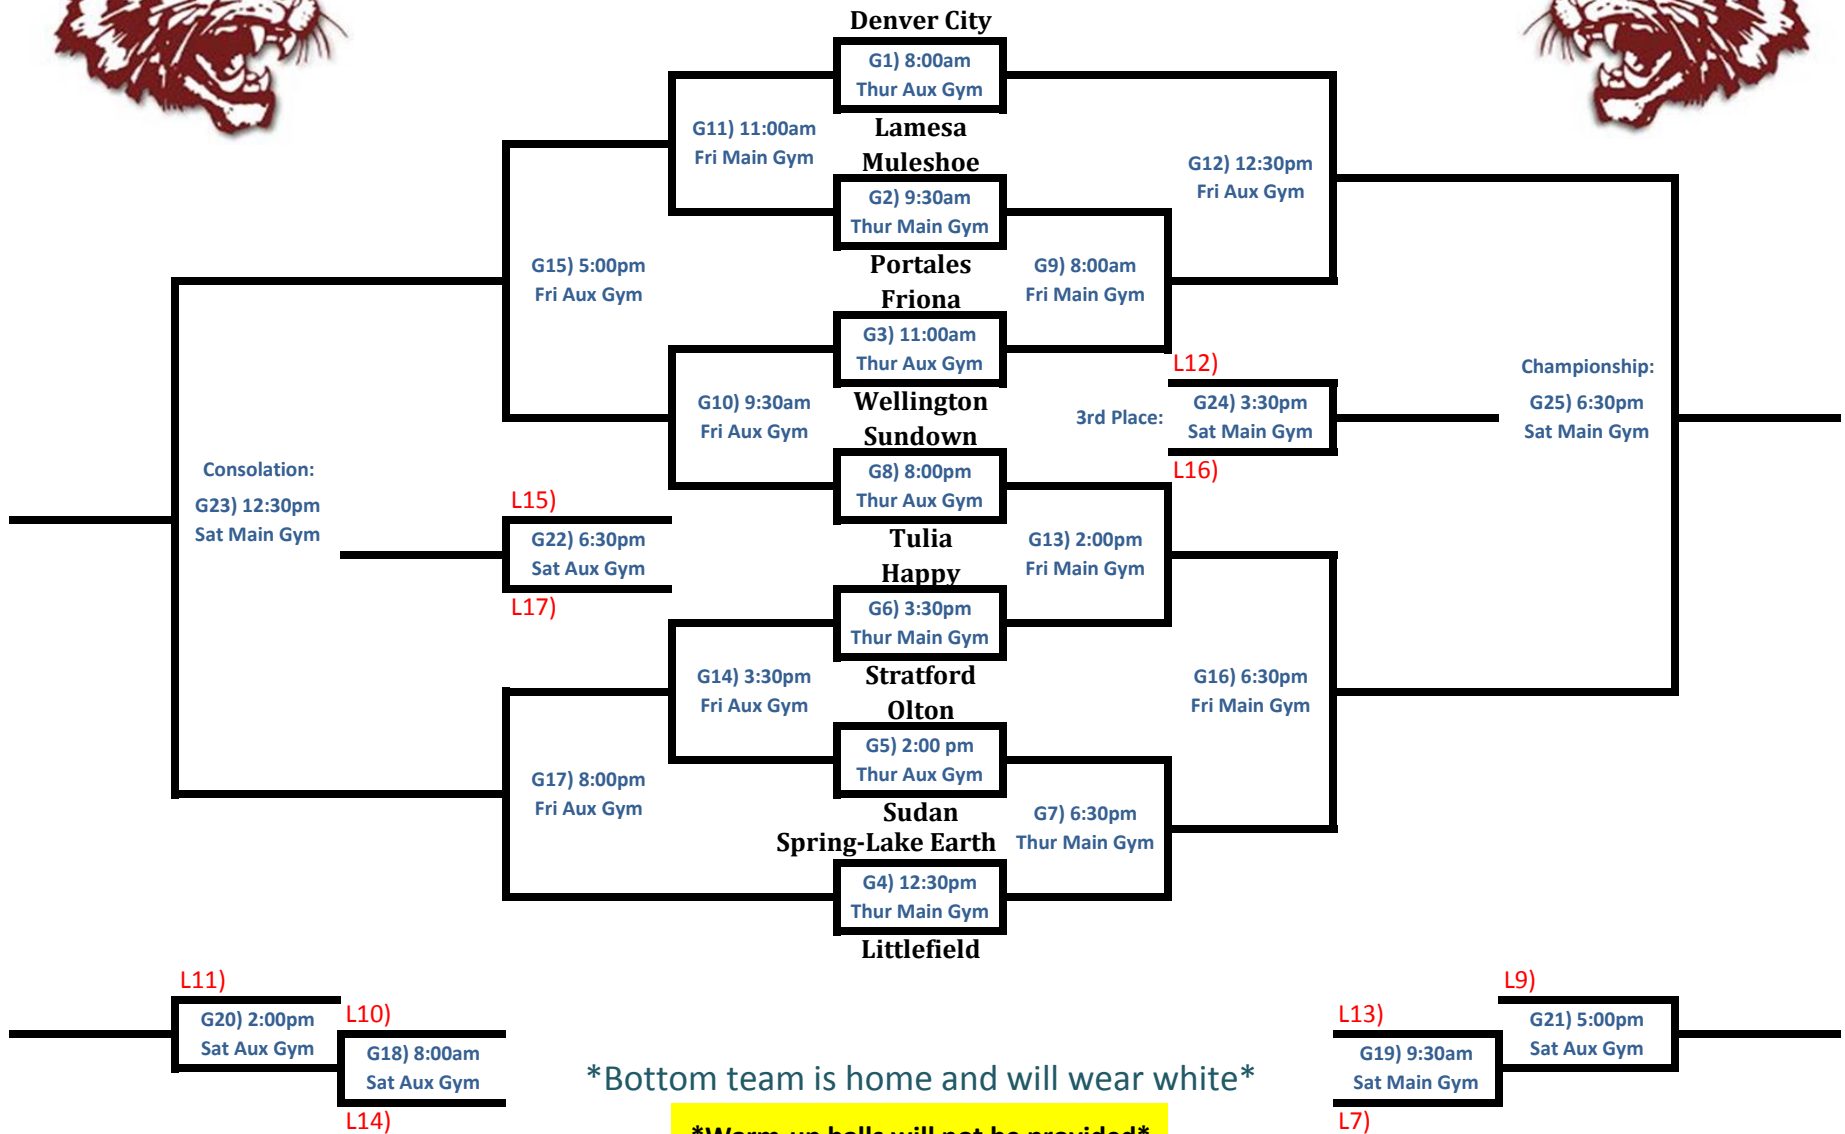 Denver City
G1) 8:00am
Thur Aux Gym
Lamesa
G11) 11:00am
Fri Main Gym
Muleshoe
G12) 12:30pm
Fri Aux Gym
G2) 9:30am
Thur Main Gym
Portales
G15) 5:00pm
Fri Aux Gym
G9) 8:00am
Fri Main Gym
Friona
G3) 11:00am
Thur Aux Gym
L12)
Championship:
Wellington
G10) 9:30am
Fri Aux Gym
3rd Place:
G24) 3:30pm
Sat Main Gym
G25) 6:30pm
Sat Main Gym
Sundown
Consolation:
G23) 12:30pm
Sat Main Gym
G8) 8:00pm
Thur Aux Gym
L16)
L15)
G22) 6:30pm
Sat Aux Gym
L17)
Tulia
G13) 2:00pm
Fri Main Gym
Happy
G6) 3:30pm
Thur Main Gym
Stratford
G14) 3:30pm
Fri Aux Gym
G16) 6:30pm
Fri Main Gym
Olton
G5) 2:00 pm
Thur Aux Gym
G17) 8:00pm
Fri Aux Gym
Sudan
G7) 6:30pm
Thur Main Gym
Spring-Lake Earth
G4) 12:30pm
Thur Main Gym
Littlefield
L11)
G20) 2:00pm
Sat Aux Gym
L10)
G18) 8:00am
Sat Aux Gym
L14)
L9)
L13)
G21) 5:00pm
Sat Aux Gym
G19) 9:30am
Sat Main Gym
L7)
*Bottom team is home and will wear white*
*Warm-up balls will not be provided*